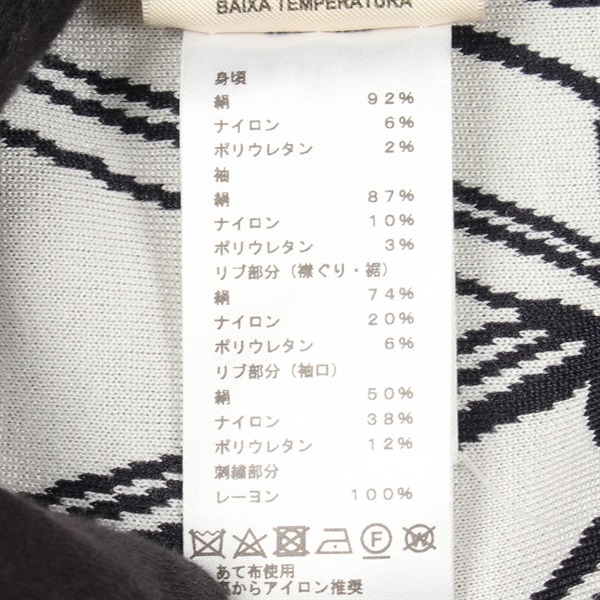 BAIXA TEMPERATURA
身頃
絹 92%
ナイロン 6%
ポリウレタン 2%
袖
絹 87%
ナイロン 10%
ポリウレタン 3%
リブ部分（襟ぐり・裾）
絹 74%
ナイロン 20%
ポリウレタン 6%
リブ部分（袖口）
絹 50%
ナイロン 38%
ポリウレタン 12%
刺繍部分
レーヨン 100%
F W
あて布使用
裏からアイロン推奨